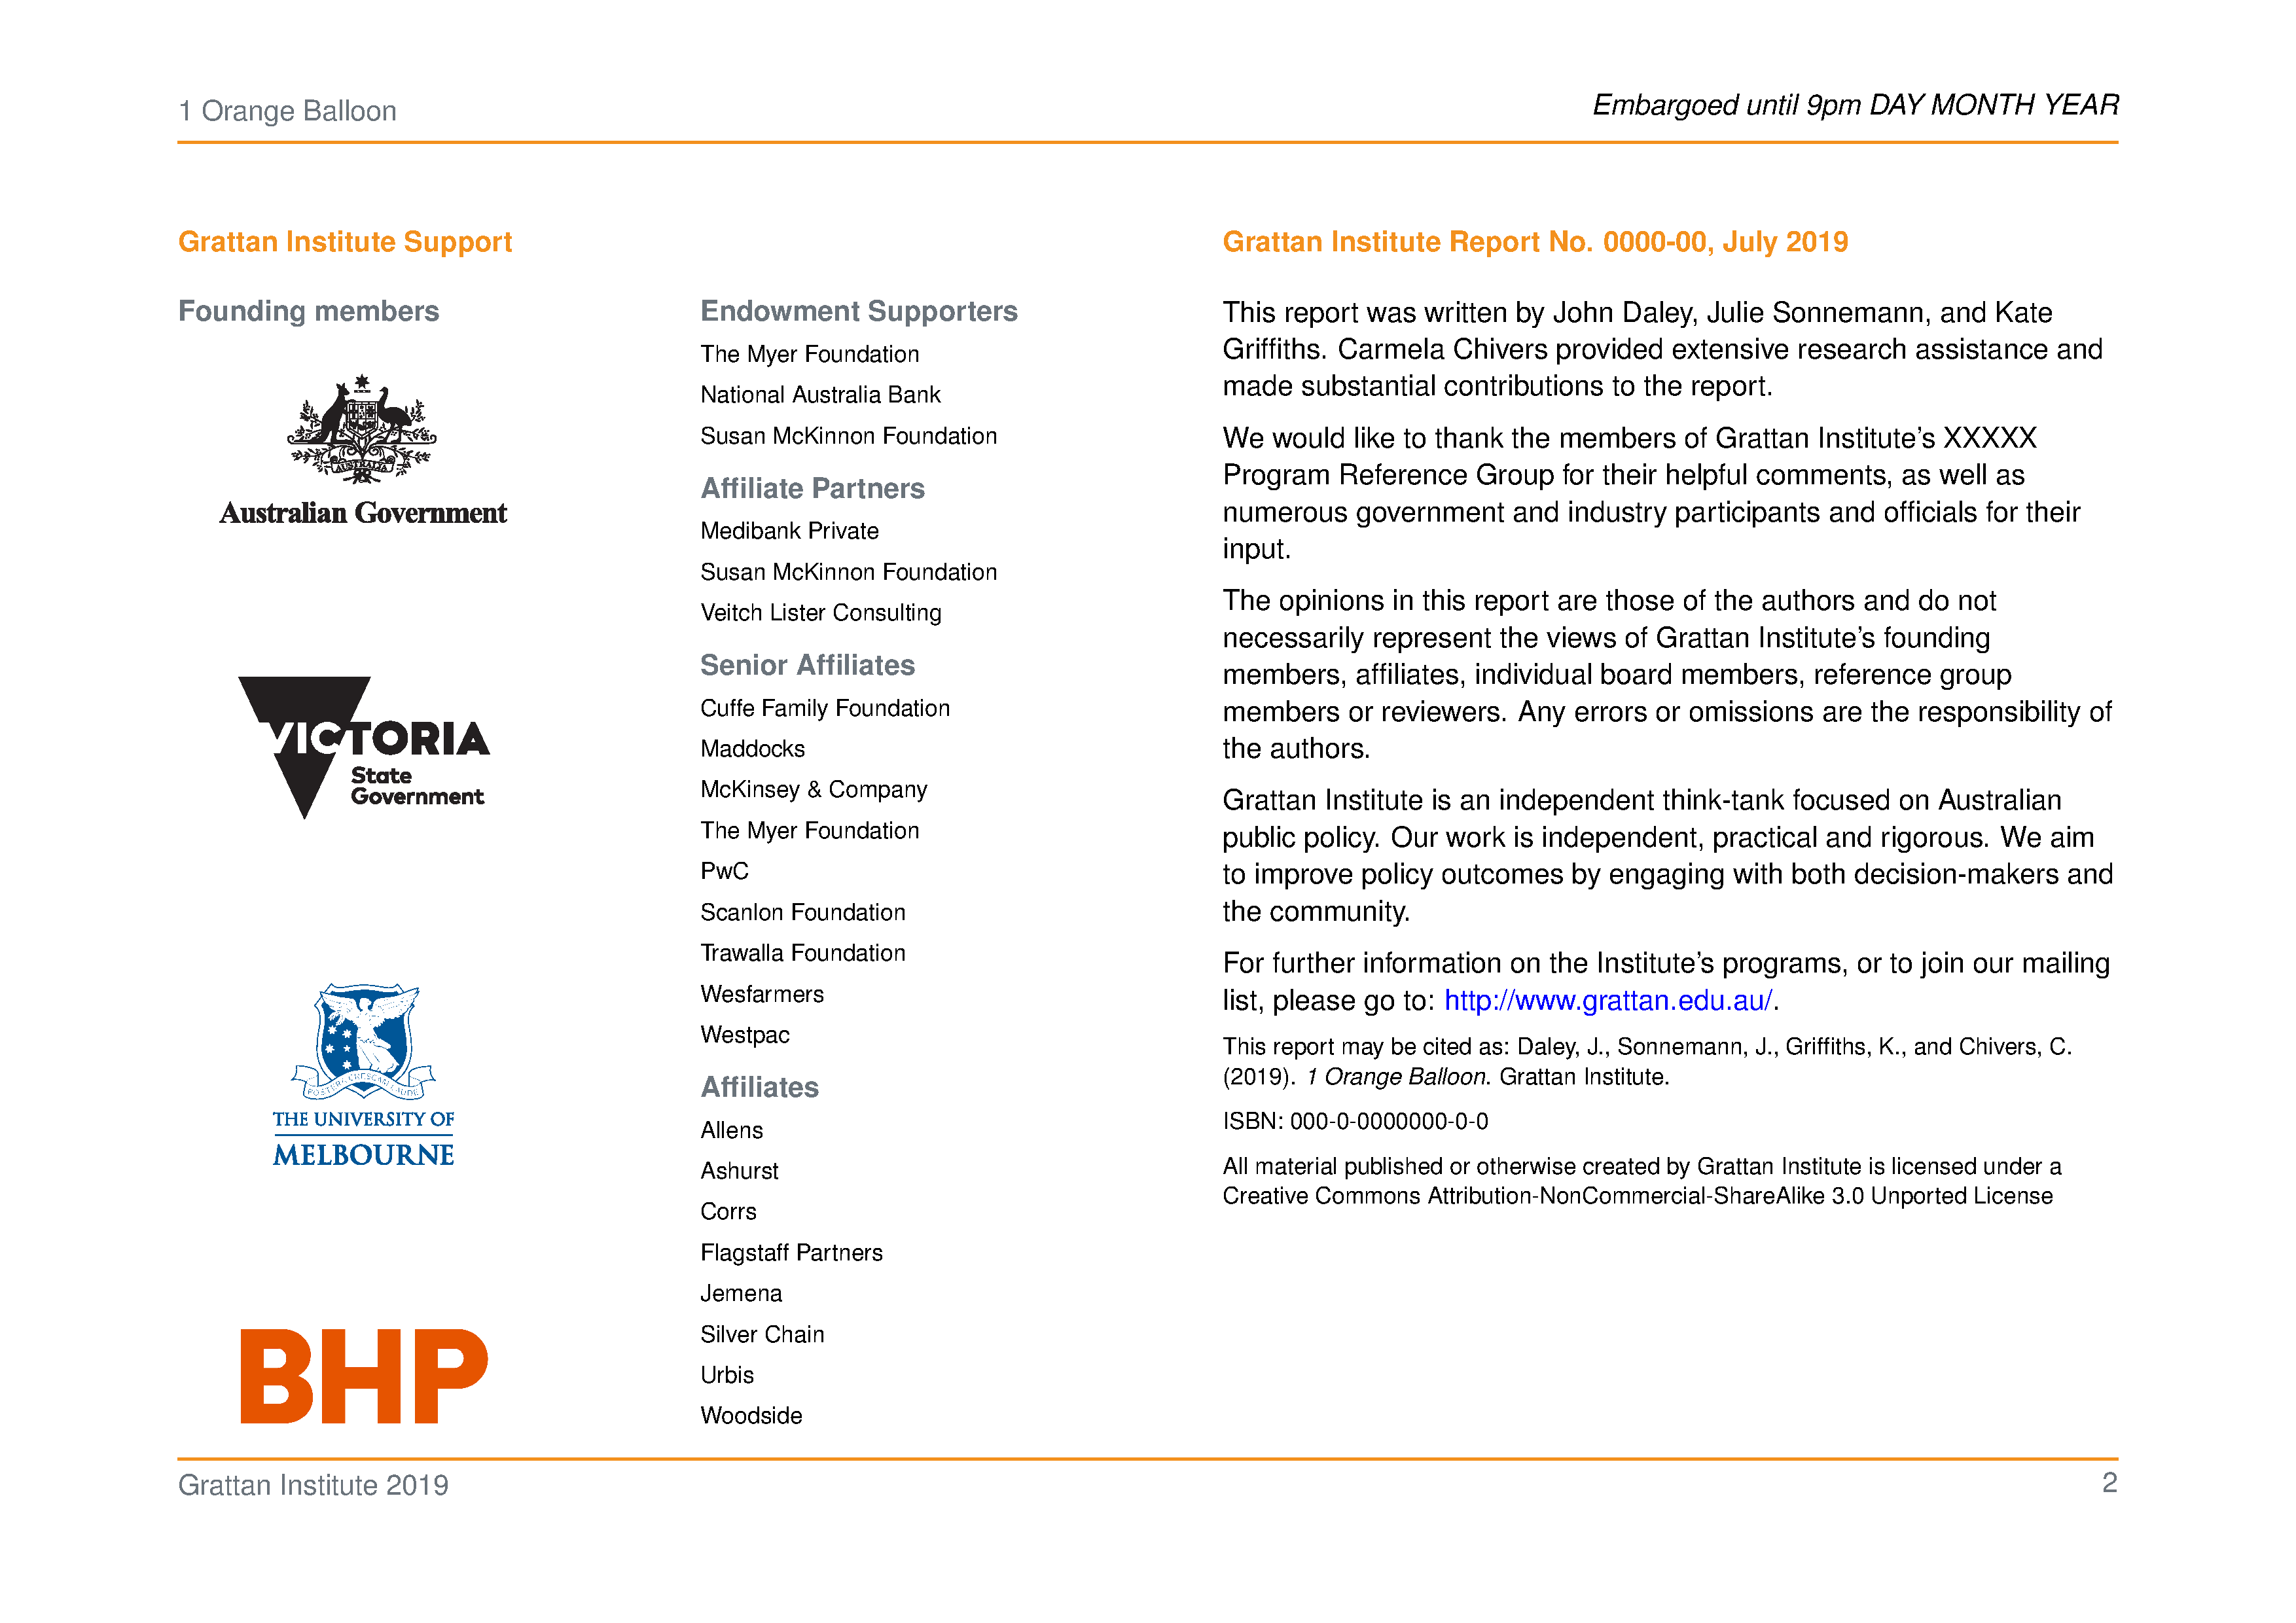 1 Orange Balloon
Embargoed until 9pm DAY MONTH YEAR
Grattan Institute Support
Founding members
AUSTRALIA
Australian Government
VICTORIA
State
Government
POSTERA CRESCAM LAUDE
THE UNIVERSITY OF
MELBOURNE
BHP
Endowment Supporters
The Myer Foundation
National Australia Bank
Susan McKinnon Foundation
Affiliate Partners
Medibank Private
Susan McKinnon Foundation
Veitch Lister Consulting
Senior Affiliates
Cuffe Family Foundation
Maddocks
McKinsey & Company
The Myer Foundation
PwC
Scanlon Foundation
Trawalla Foundation
Wesfarmers
Westpac
Affiliates
Allens
Ashurst
Corrs
Flagstaff Partners
Jemena
Silver Chain
Urbis
Woodside
Grattan Institute Report No. 0000-00, July 2019
This report was written by John Daley, Julie Sonnemann, and Kate
Griffiths. Carmela Chivers provided extensive research assistance and
made substantial contributions to the report.
We would like to thank the members of Grattan Institute's XXXXX
Program Reference Group for their helpful comments, as well as
numerous government and industry participants and officials for their
input.
The opinions in this report are those of the authors and do not
necessarily represent the views of Grattan Institute's founding
members, affiliates, individual board members, reference group
members or reviewers. Any errors or omissions are the responsibility of
the authors.
Grattan Institute is an independent think-tank focused on Australian
public policy. Our work is independent, practical and rigorous. We aim
to improve policy outcomes by engaging with both decision-makers and
the community.
For further information on the Institute's programs, or to join our mailing
list, please go to: http://www.grattan.edu.au/.
This report may be cited as: Daley, J., Sonnemann, J., Griffiths, K., and Chivers, C.
(2019). 1 Orange Balloon. Grattan Institute.
ISBN: 000-0-0000000-0-0
All material published or otherwise created by Grattan Institute is licensed under a
Creative Commons Attribution-NonCommercial-ShareAlike 3.0 Unported License
Grattan Institute 2019
2